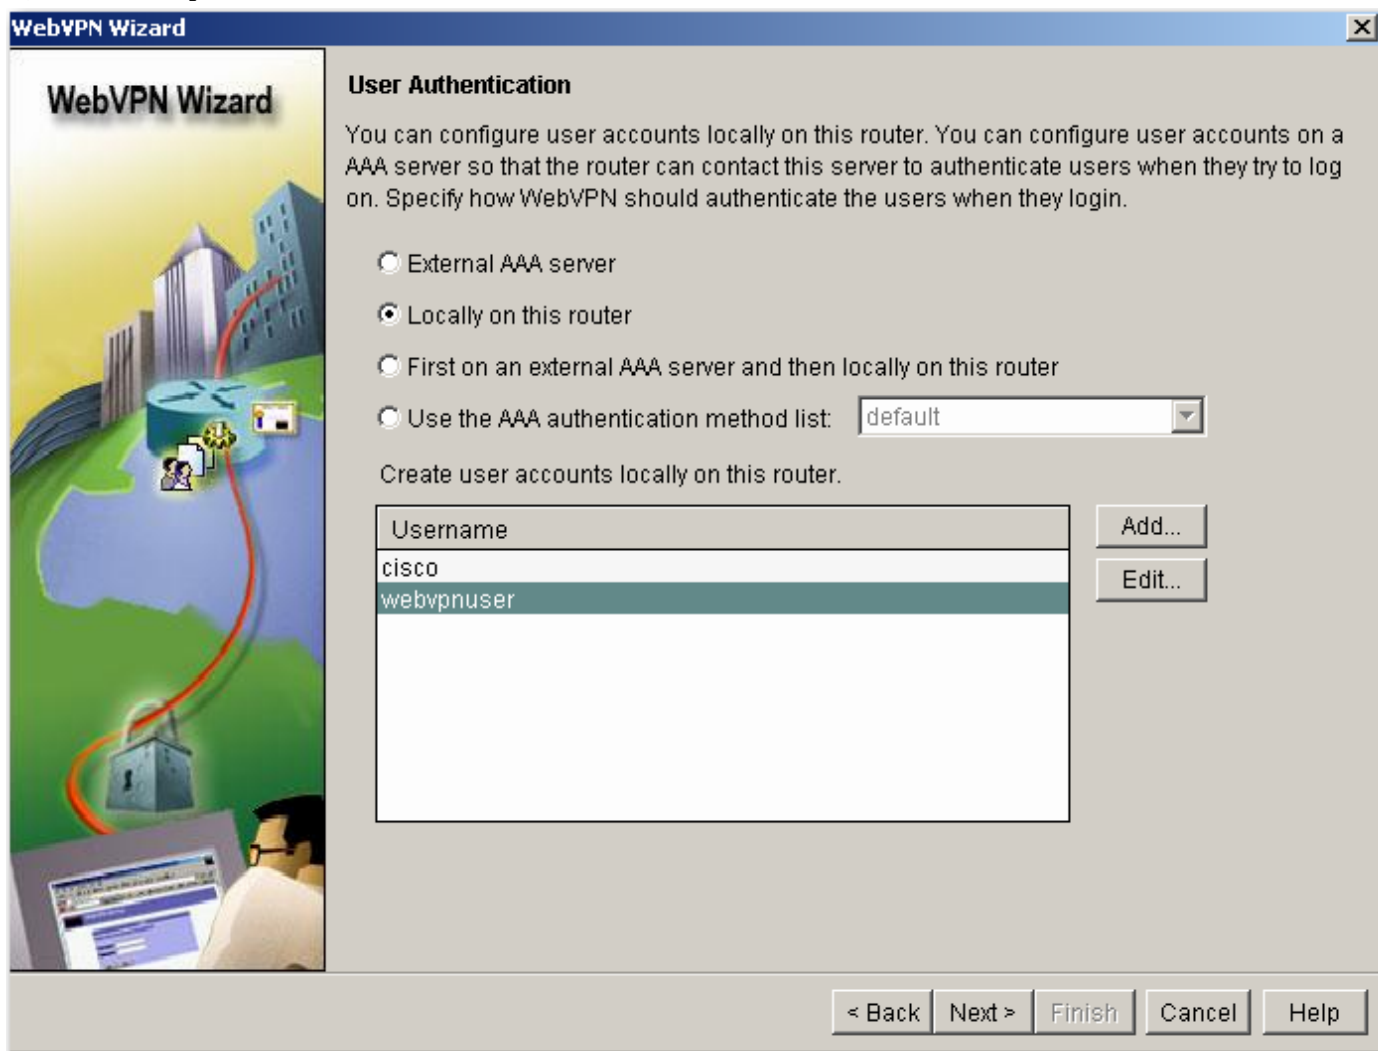 WebVPN Wizard
WebVPN Wizard
User Authentication
You can configure user accounts locally on this router. You can configure user accounts on a
AAA server so that the router can contact this server to authenticate users when they try to log
on. Specify how WebVPN should authenticate the users when they login.
External AAA server
Locally on this router
First on an external AAA server and then locally on this router
Use the AAA authentication method list: default
Create user accounts locally on this router.
Username
Add...
cisco
Edit...
webvpnuser
< Back Next > Finish Cancel Help